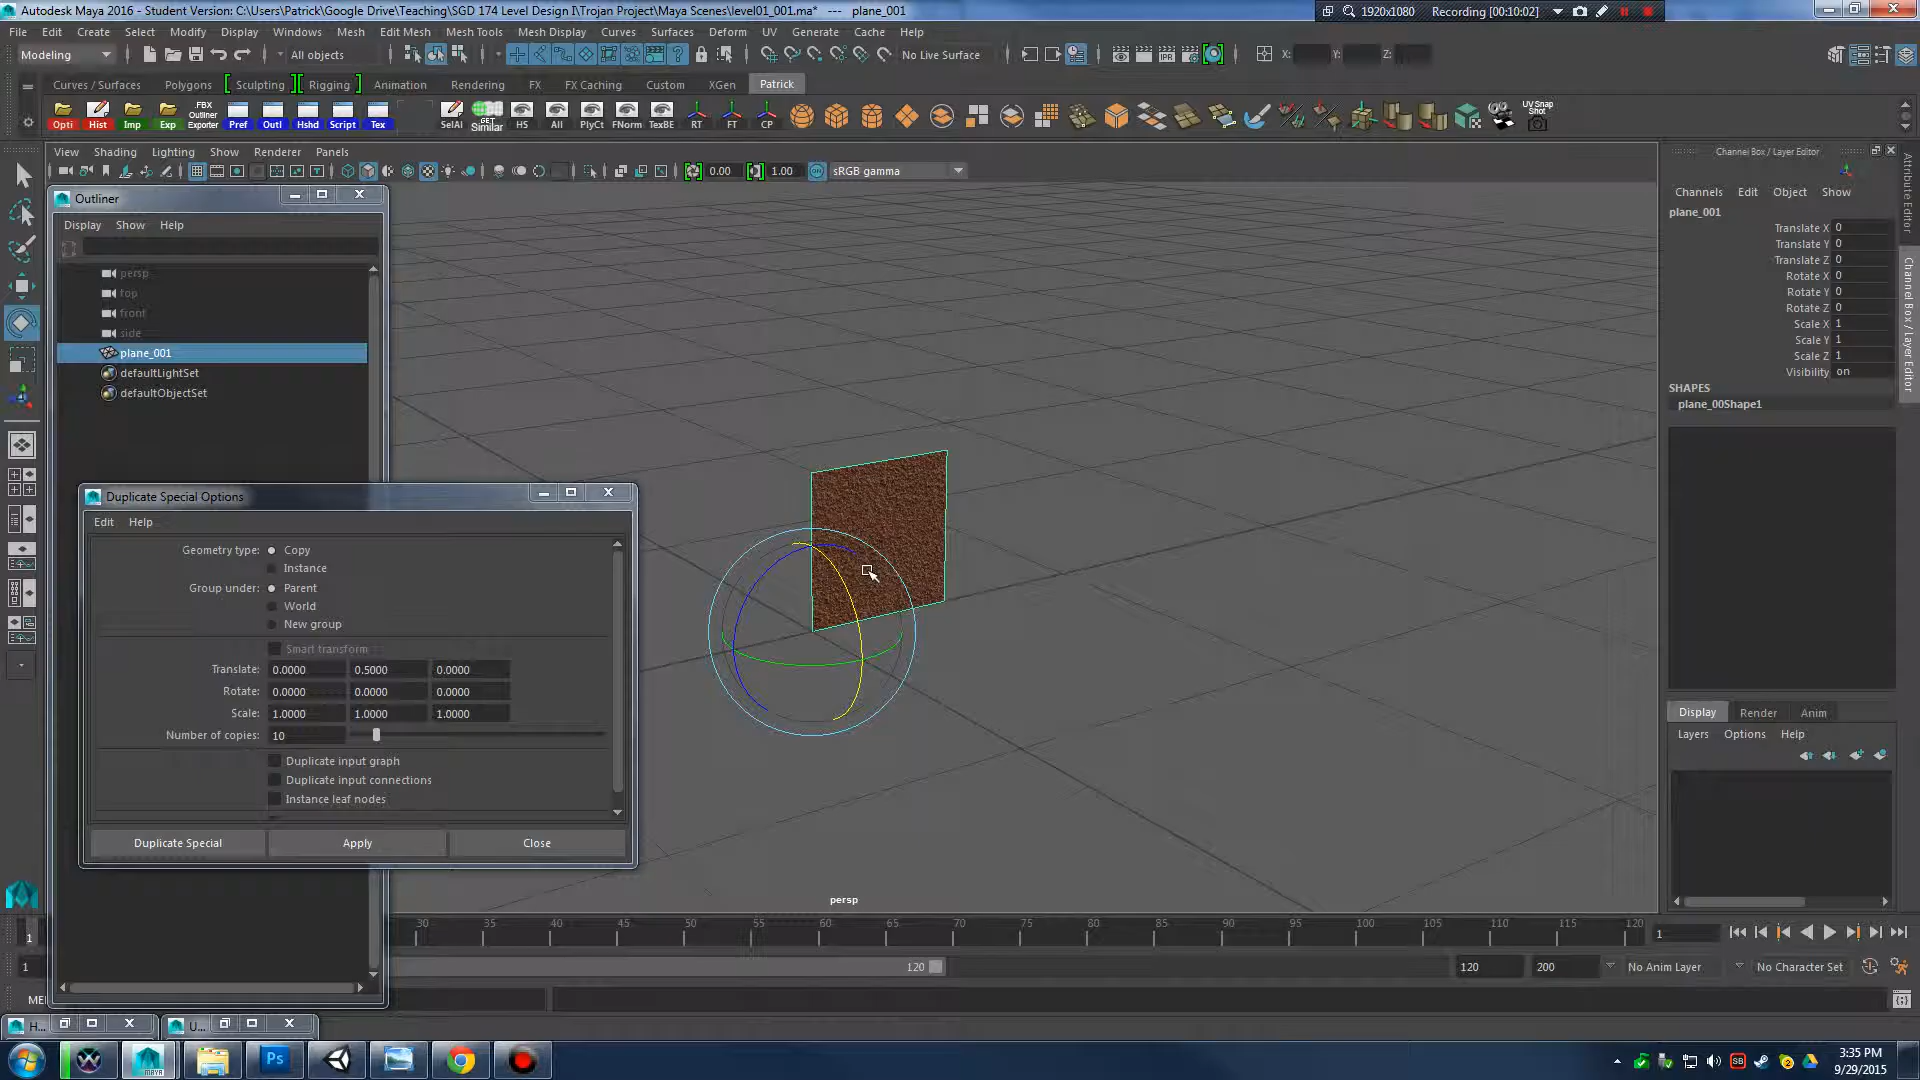 Autodesk Maya 2016 - Student Version: C:\Users\Patrick\Google Drive\Teaching\SGD 174 Level Design I\Trojan Project\Maya Scenes\level01_001.ma* --- plane_001
1920x1080 Recording [00:10:02]
File Edit Create Select Modify Display Windows Mesh Edit Mesh Mesh Tools Mesh Display Curves Surfaces Deform UV Generate Cache Help
Modeling All objects No Live Surface X: Y: Z:
Curves / Surfaces Polygons Sculpting Rigging Animation Rendering FX FX Caching Custom XGen Patrick
.FBX Outliner Exporter
UV Snap Shot
Opti Hist Imp Exp Pref Outl Hshd Script Tex SelAl GET Similar HS All PlyCt FNorm TexBE RT FT CP
View Shading Lighting Show Renderer Panels
0.00 1.00 sRGB gamma
Outliner
Display Show Help
persp
top
front
side
plane_001
defaultLightSet
defaultObjectSet
Duplicate Special Options
Edit Help
Geometry type: Copy
Instance
Group under: Parent
World
New group
Smart transform
Translate: 0.0000 0.5000 0.0000
Rotate: 0.0000 0.0000 0.0000
Scale: 1.0000 1.0000 1.0000
Number of copies: 10
Duplicate input graph
Duplicate input connections
Instance leaf nodes
Duplicate Special Apply Close
persp
Channel Box / Layer Editor
Channels Edit Object Show
plane_001
Translate X 0
Translate Y 0
Translate Z 0
Rotate X 0
Rotate Y 0
Rotate Z 0
Scale X 1
Scale Y 1
Scale Z 1
Visibility on
SHAPES
plane_00Shape1
Attribute Editor
Channel Box / Layer Editor
Display Render Anim
Layers Options Help
1 30 35 40 45 50 55 60 65 70 75 80 85 90 95 100 105 110 115 120 1
1 120 120 200 No Anim Layer No Character Set
MEL
H... U...
Ps MAYA SB
3:35 PM
9/29/2015